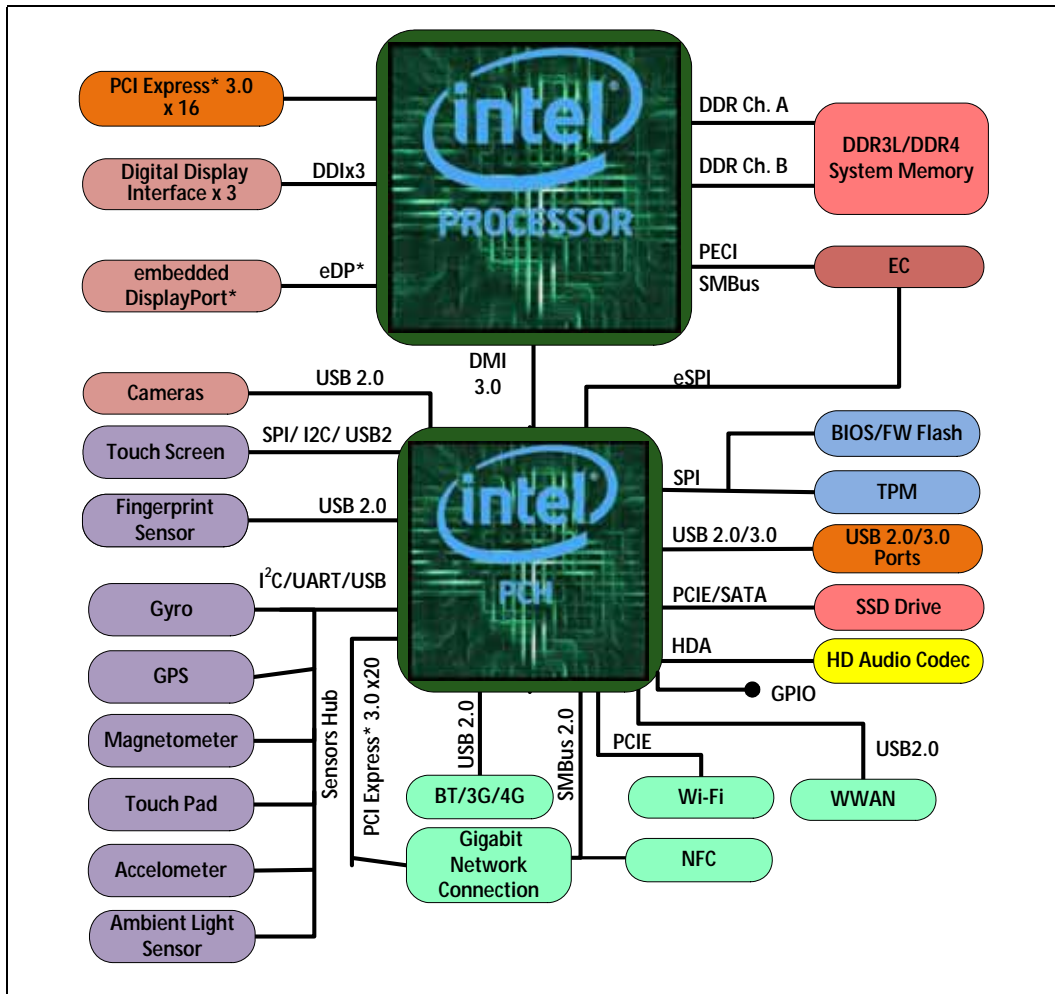 PCI Express* 3.0
x 16
Digital Display
Interface x 3
DDIx3
embedded
DisplayPort*
eDP*
intel
PROCESSOR
DDR Ch. A
DDR Ch. B
DDR3L/DDR4
System Memory
PECI
SMBus
EC
DMI
3.0
eSPI
Cameras
USB 2.0
Touch Screen
SPI/ I2C/ USB2
Fingerprint
Sensor
USB 2.0
I²C/UART/USB
Gyro
GPS
Magnetometer
Touch Pad
Accelometer
Ambient Light
Sensor
Sensors Hub
PCI Express* 3.0 x20
intel
PCH
SPI
BIOS/FW Flash
TPM
USB 2.0/3.0
USB 2.0/3.0
Ports
PCIE/SATA
SSD Drive
HDA
HD Audio Codec
GPIO
USB 2.0
BT/3G/4G
SMBus 2.0
Gigabit
Network
Connection
NFC
PCIE
Wi-Fi
USB2.0
WWAN